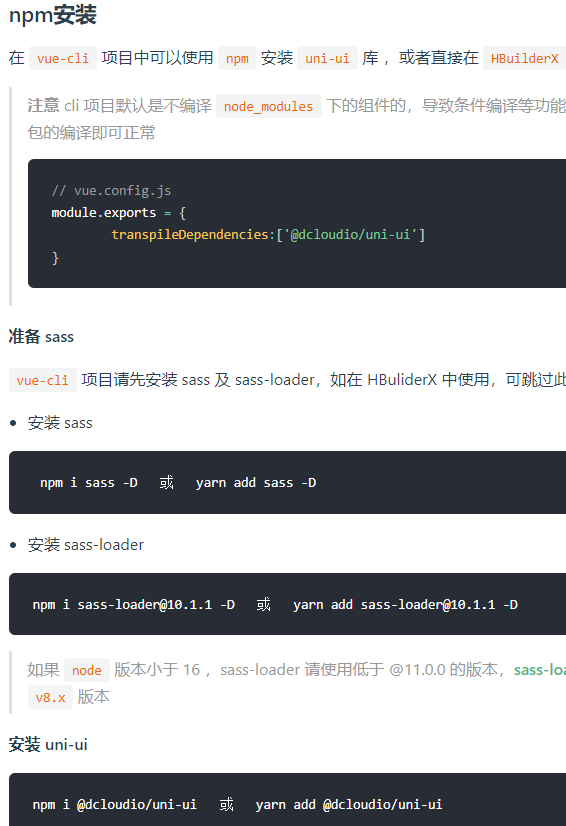 npm安装
在 vue-cli 项目中可以使用 npm 安装 uni-ui 库 ，或者直接在 HBuilderX
注意 cli 项目默认是不编译 node_modules 下的组件的，导致条件编译等功能
包的编译即可正常
// vue.config.js
module.exports = {
transpileDependencies:['@dcloudio/uni-ui']
}
准备 sass
vue-cli 项目请先安装 sass 及 sass-loader，如在 HBuliderX 中使用，可跳过此
安装 sass
npm i sass -D 或 yarn add sass -D
安装 sass-loader
npm i sass-loader@10.1.1 -D 或 yarn add sass-loader@10.1.1 -D
如果 node 版本小于 16 ，sass-loader 请使用低于 @11.0.0 的版本，sass-loa
v8.x 版本
安装 uni-ui
npm i @dcloudio/uni-ui 或 yarn add @dcloudio/uni-ui